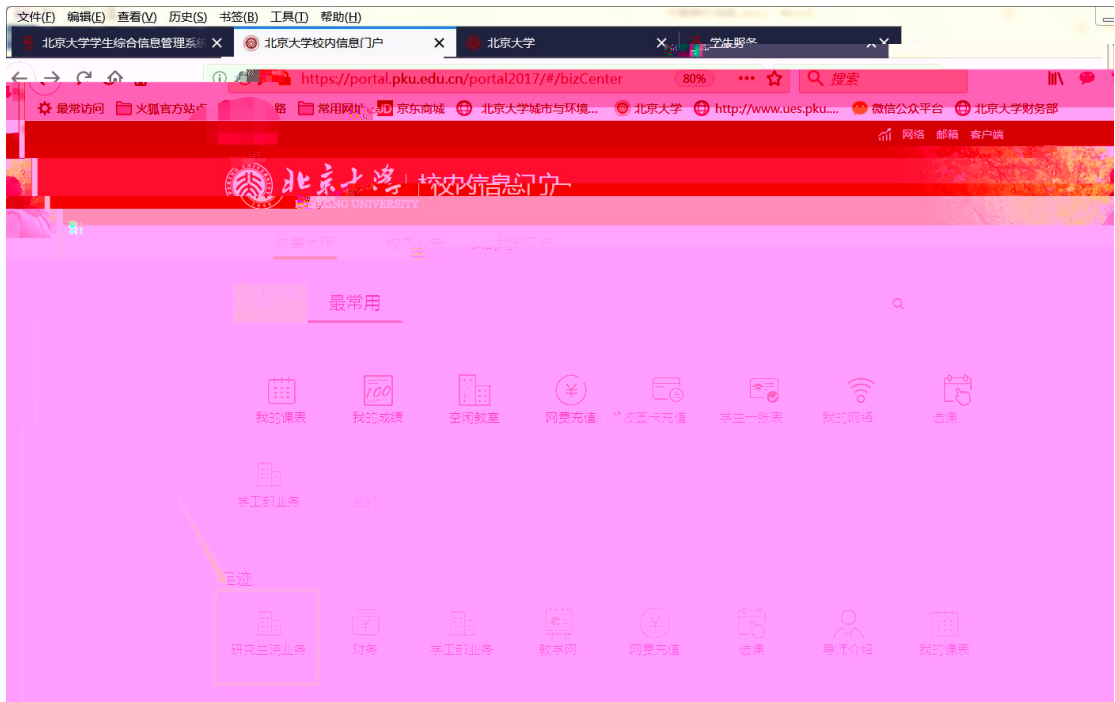 文件(F) 编辑(E) 查看(V) 历史(S) 书签(B) 工具(T) 帮助(H)
北京大学学生综合信息管理系统 北京大学校内信息门户 北京大学
https://portal.pku.edu.cn/portal2017/#/bizCenter 80% 搜索
最常访问 火狐官方站点 常用网址 JD 京东商城 北京大学城市与环境... 北京大学 http://www.ues.pku.... 微信公众平台 北京大学财务部
网络 邮箱 客户端
北京大学 校内信息门户
PEKING UNIVERSITY
办事大厅
最常用
我的课表 我的成绩 空闲教室 网费充值 校园卡充值 学生一张表 我的网络 选课
学工部业务 全部
足迹
研究生院业务 财务 学工部业务 教学网 网费充值 选课 导师介绍 我的课表